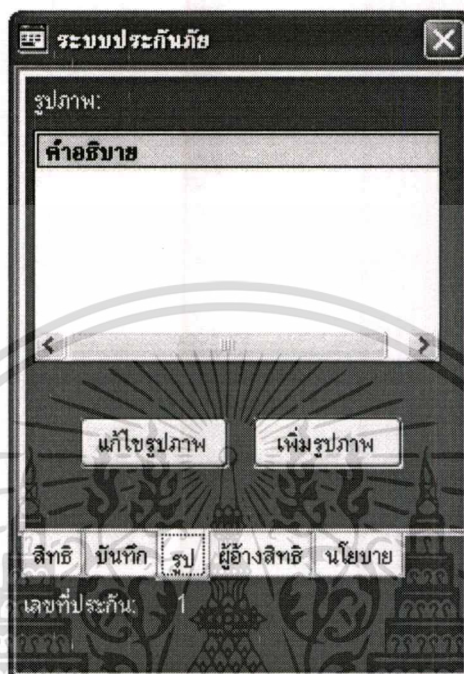 ระบบประกันภัย
รูปภาพ:
คำอธิบาย
แก้ไขรูปภาพ เพิ่มรูปภาพ
สิทธิ บันทึก รูป ผู้อ้างสิทธิ นโยบาย
เลขที่ประกัน: 1